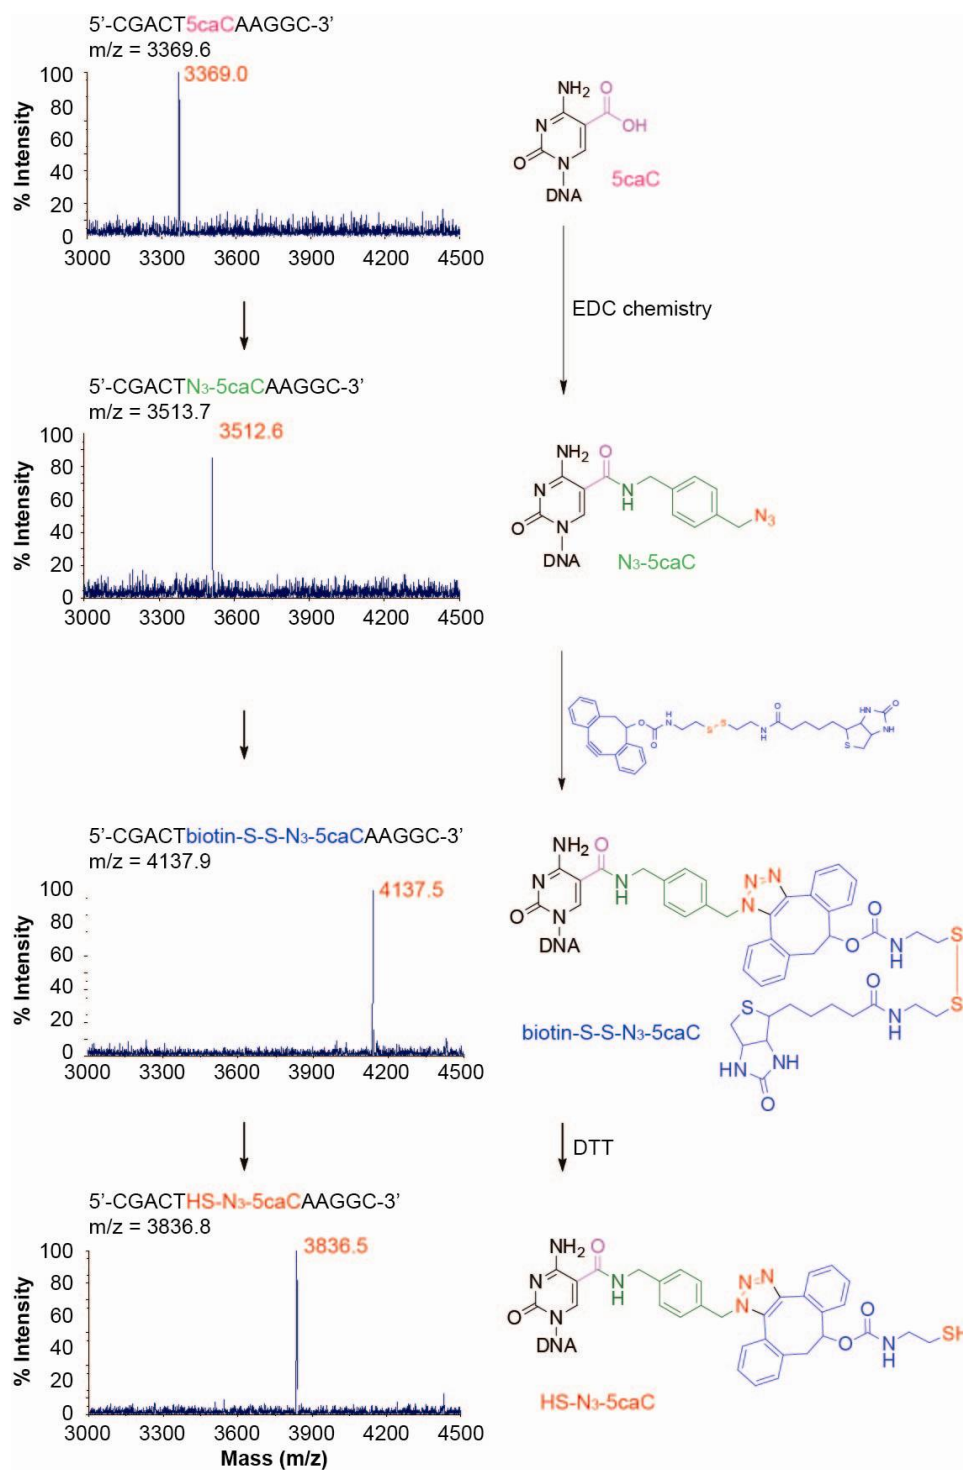 5'-CGACT5caCAAGGC-3'
m/z = 3369.6
3369.0
100
80
60
40
20
0
% Intensity
3000 3300 3600 3900 4200 4500
NH2
O
N
OH
O
N
DNA
5caC
EDC chemistry
5'-CGACTN3-5caCAAGGC-3'
m/z = 3513.7
3512.6
100
80
60
40
20
0
% Intensity
3000 3300 3600 3900 4200 4500
NH2
O
N
N
H
O
N
DNA
N3
N3-5caC
O
O
H
N
S
S
N
H
O
S
HN
NH
O
5'-CGACTbiotin-S-S-N3-5caCAAGGC-3'
m/z = 4137.9
4137.5
100
80
60
40
20
0
% Intensity
3000 3300 3600 3900 4200 4500
NH2
O
N
N
H
O
N
DNA
N
N
N
O
O
N
H
S
S
O
N
H
S
HN
NH
O
biotin-S-S-N3-5caC
DTT
5'-CGACTHS-N3-5caCAAGGC-3'
m/z = 3836.8
3836.5
100
80
60
40
20
0
% Intensity
3000 3300 3600 3900 4200 4500
Mass (m/z)
NH2
O
N
N
H
O
N
DNA
N
N
N
O
O
N
H
SH
HS-N3-5caC